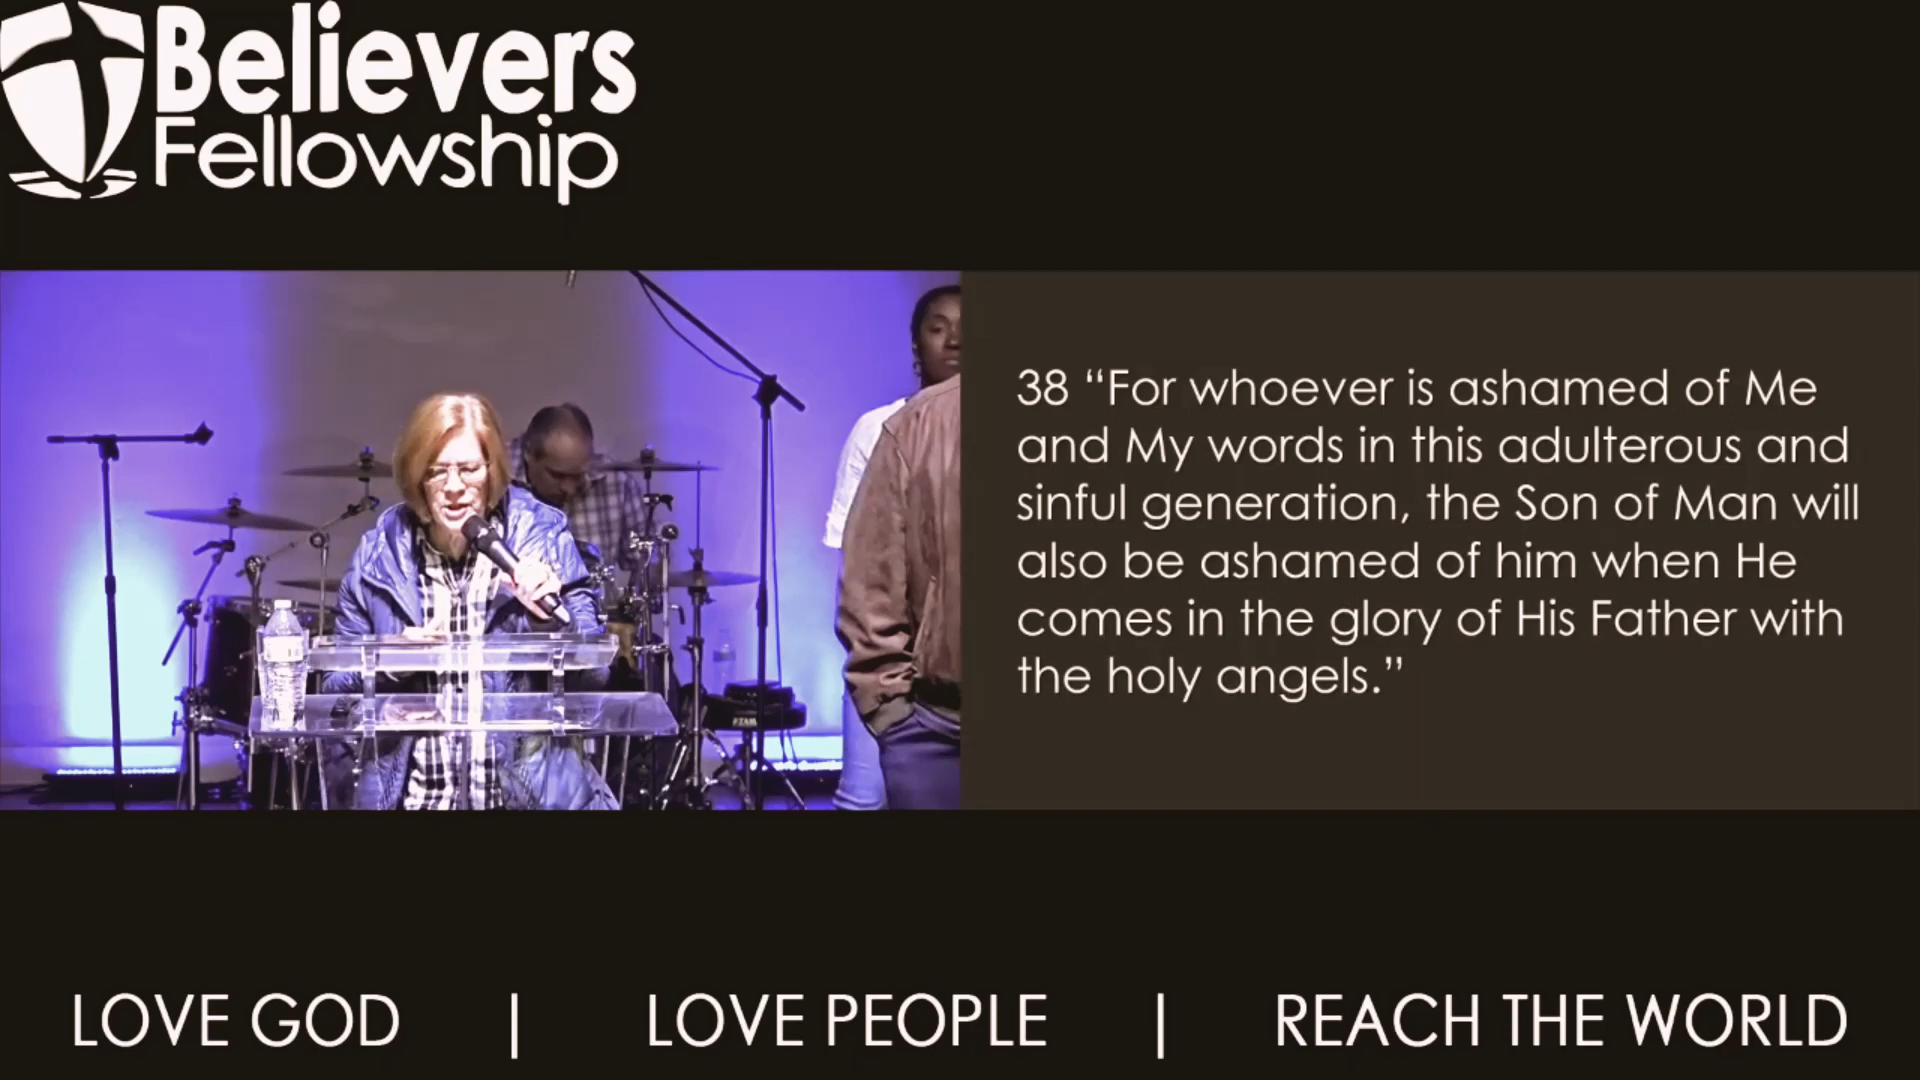 Believers
Fellowship
38 “For whoever is ashamed of Me
and My words in this adulterous and
sinful generation, the Son of Man will
also be ashamed of him when He
comes in the glory of His Father with
the holy angels.”
TAMA
LOVE GOD | LOVE PEOPLE | REACH THE WORLD